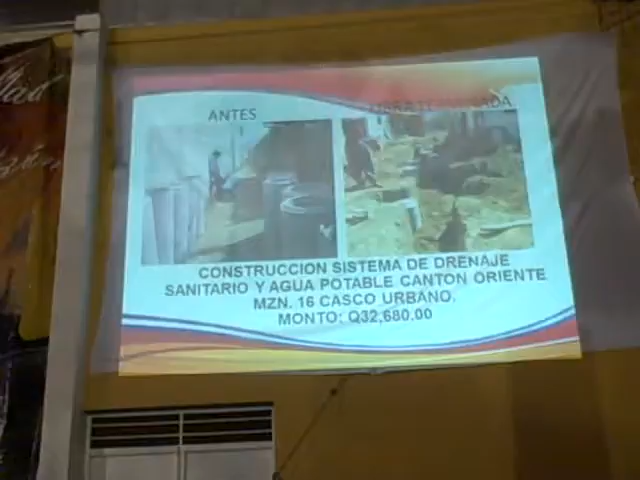 ANTES
CONSTRUCCION SISTEMA DE DRENAJE
SANITARIO Y AGUA POTABLE CANTON ORIENTE
MZN. 16 CASCO URBANO.
MONTO: Q32,680.00